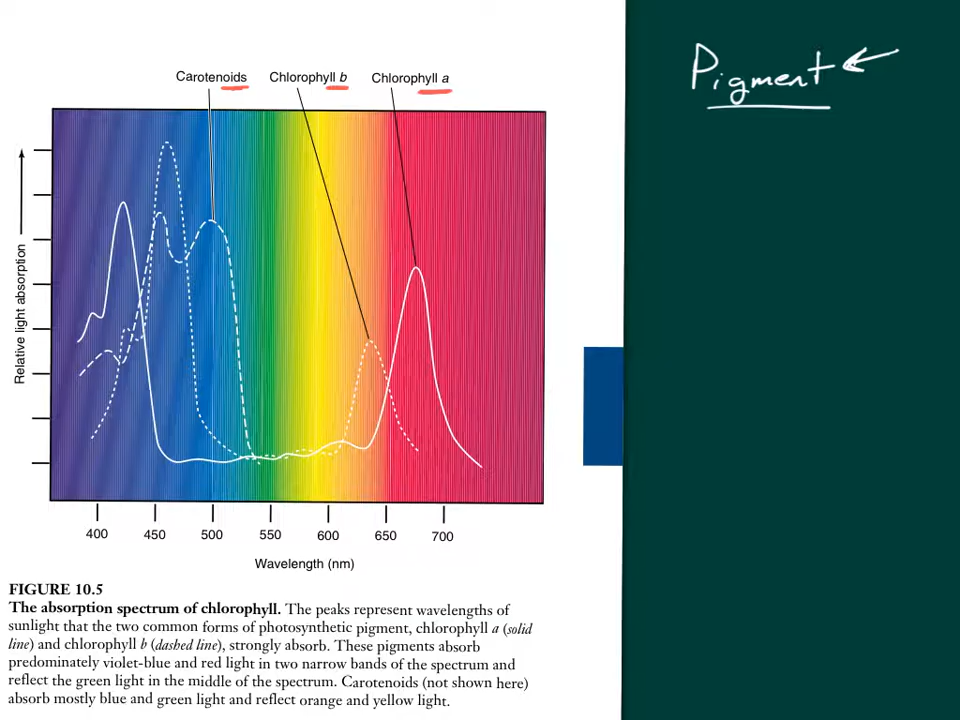 Carotenoids Chlorophyll b Chlorophyll a
Pigment
Relative light absorption
400 450 500 550 600 650 700
Wavelength (nm)
FIGURE 10.5
The absorption spectrum of chlorophyll. The peaks represent wavelengths of
sunlight that the two common forms of photosynthetic pigment, chlorophyll a (solid
line) and chlorophyll b (dashed line), strongly absorb. These pigments absorb
predominately violet-blue and red light in two narrow bands of the spectrum and
reflect the green light in the middle of the spectrum. Carotenoids (not shown here)
absorb mostly blue and green light and reflect orange and yellow light.